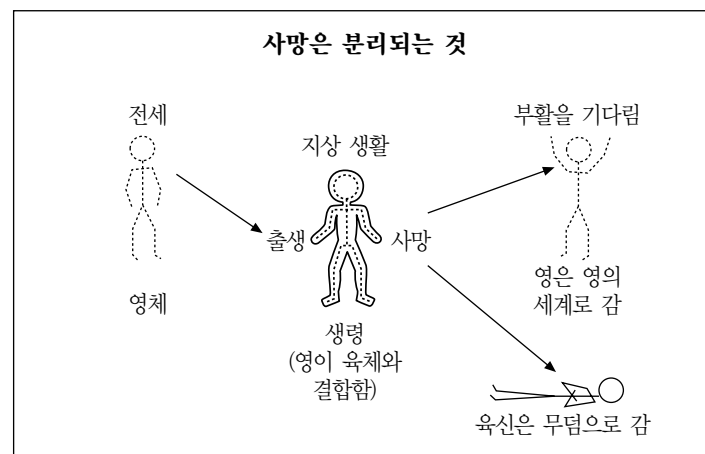 사망은 분리되는 것
전세
영체
지상 생활
출생
사망
생령
(영이 육체와
결합함)
부활을 기다림
영은 영의
세계로 감
육신은 무덤으로 감